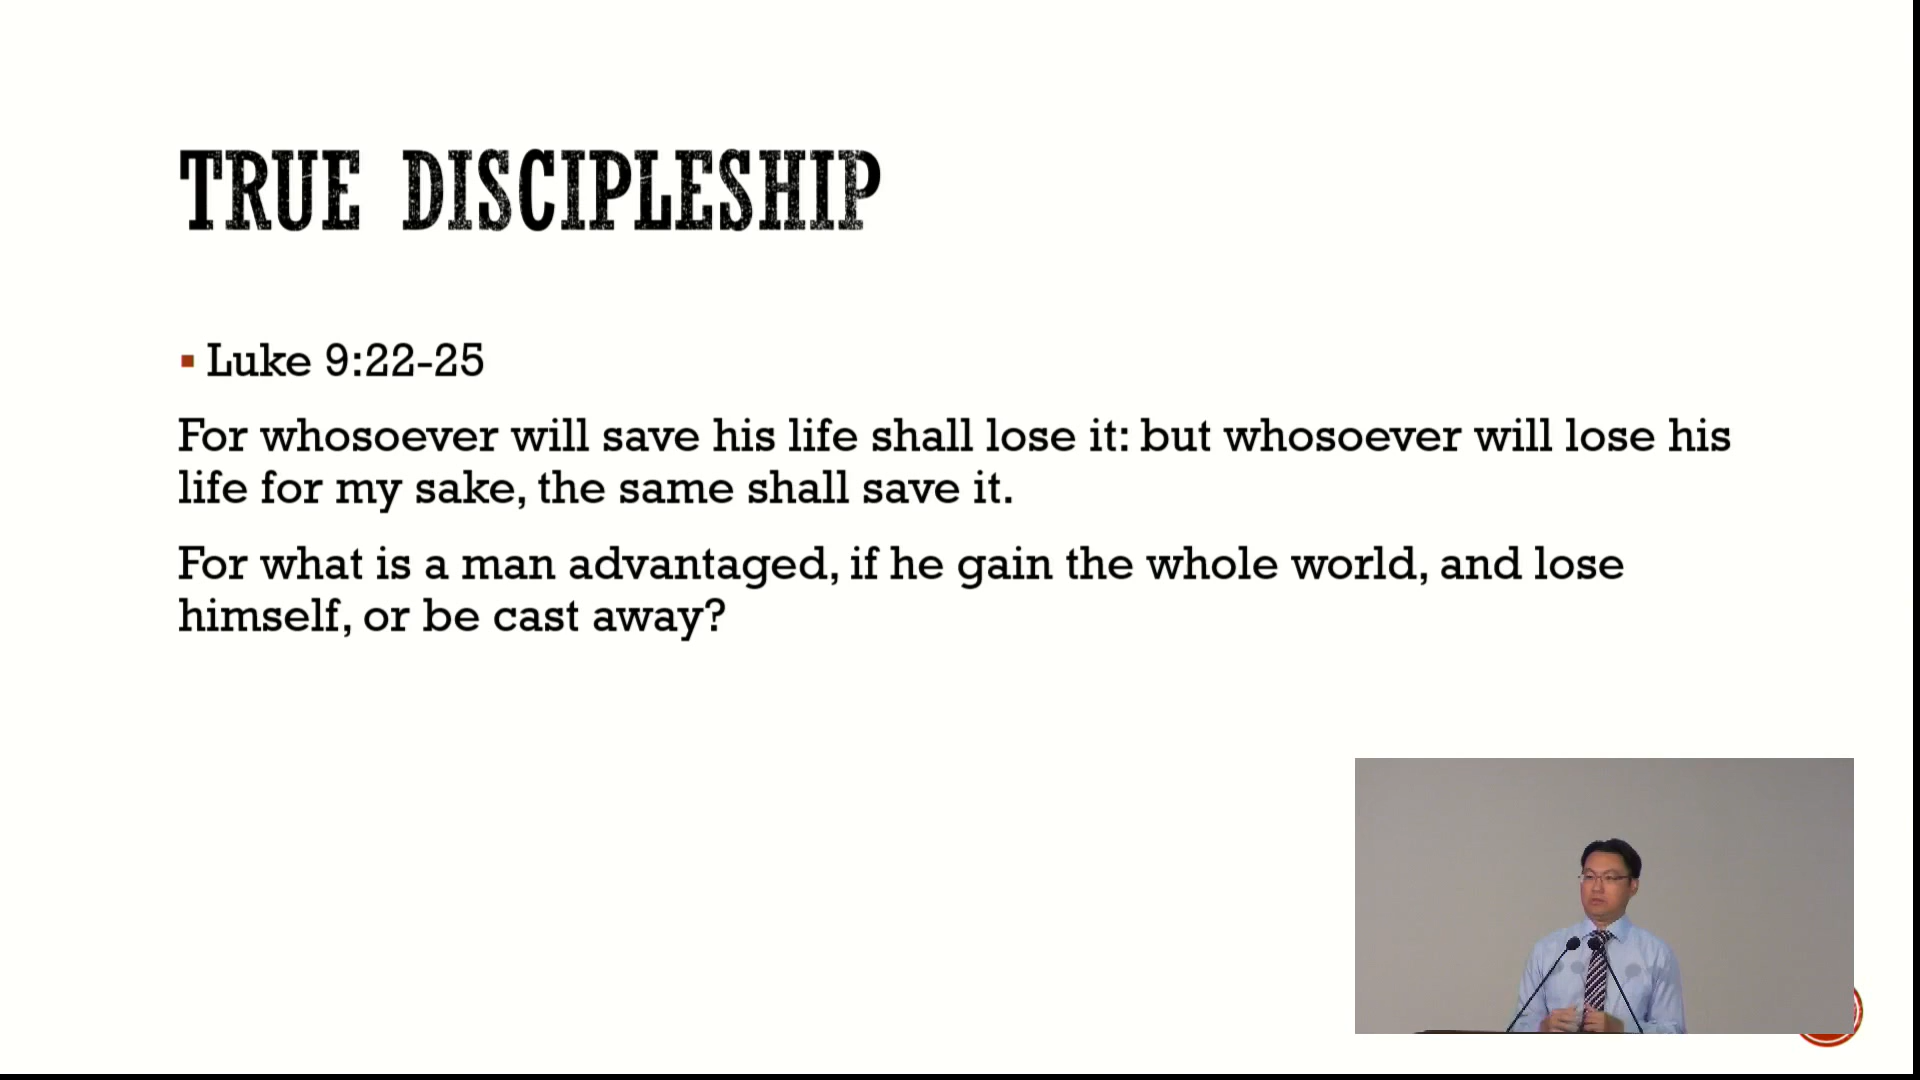 TRUE DISCIPLESHIP
Luke 9:22-25
For whosoever will save his life shall lose it: but whosoever will lose his
life for my sake, the same shall save it.
For what is a man advantaged, if he gain the whole world, and lose
himself, or be cast away?